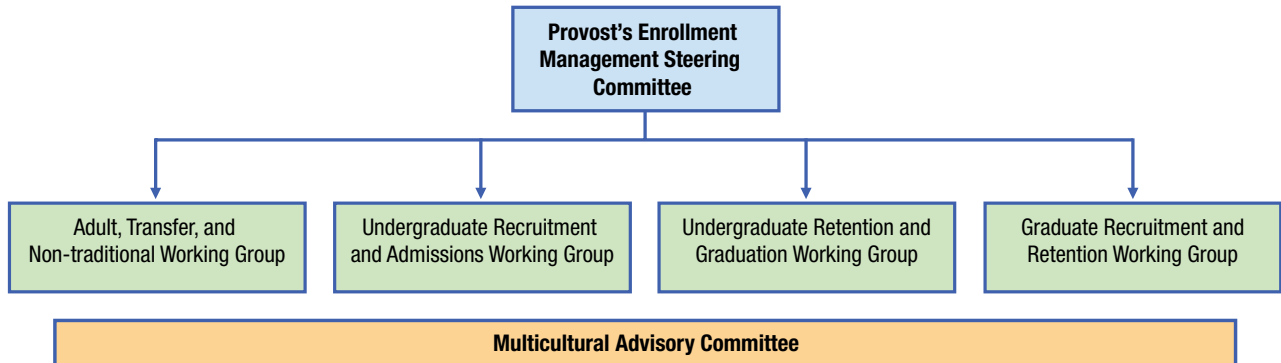 Provost’s Enrollment
Management Steering
Committee
Adult, Transfer, and
Non-traditional Working Group
Undergraduate Recruitment
and Admissions Working Group
Undergraduate Retention and
Graduation Working Group
Graduate Recruitment and
Retention Working Group
Multicultural Advisory Committee